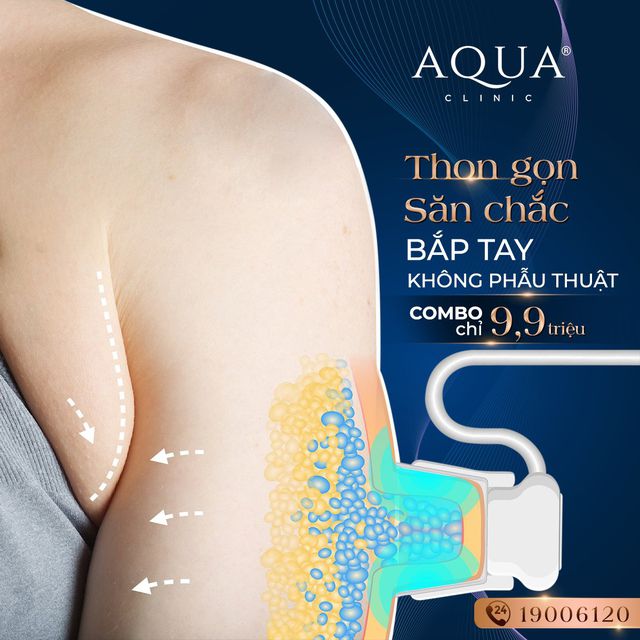 AQUA®
CLINIC
Thon gọn
Săn chắc
BẮP TAY
KHÔNG PHẪU THUẬT
COMBO
chỉ 9,9 triệu
24 19006120